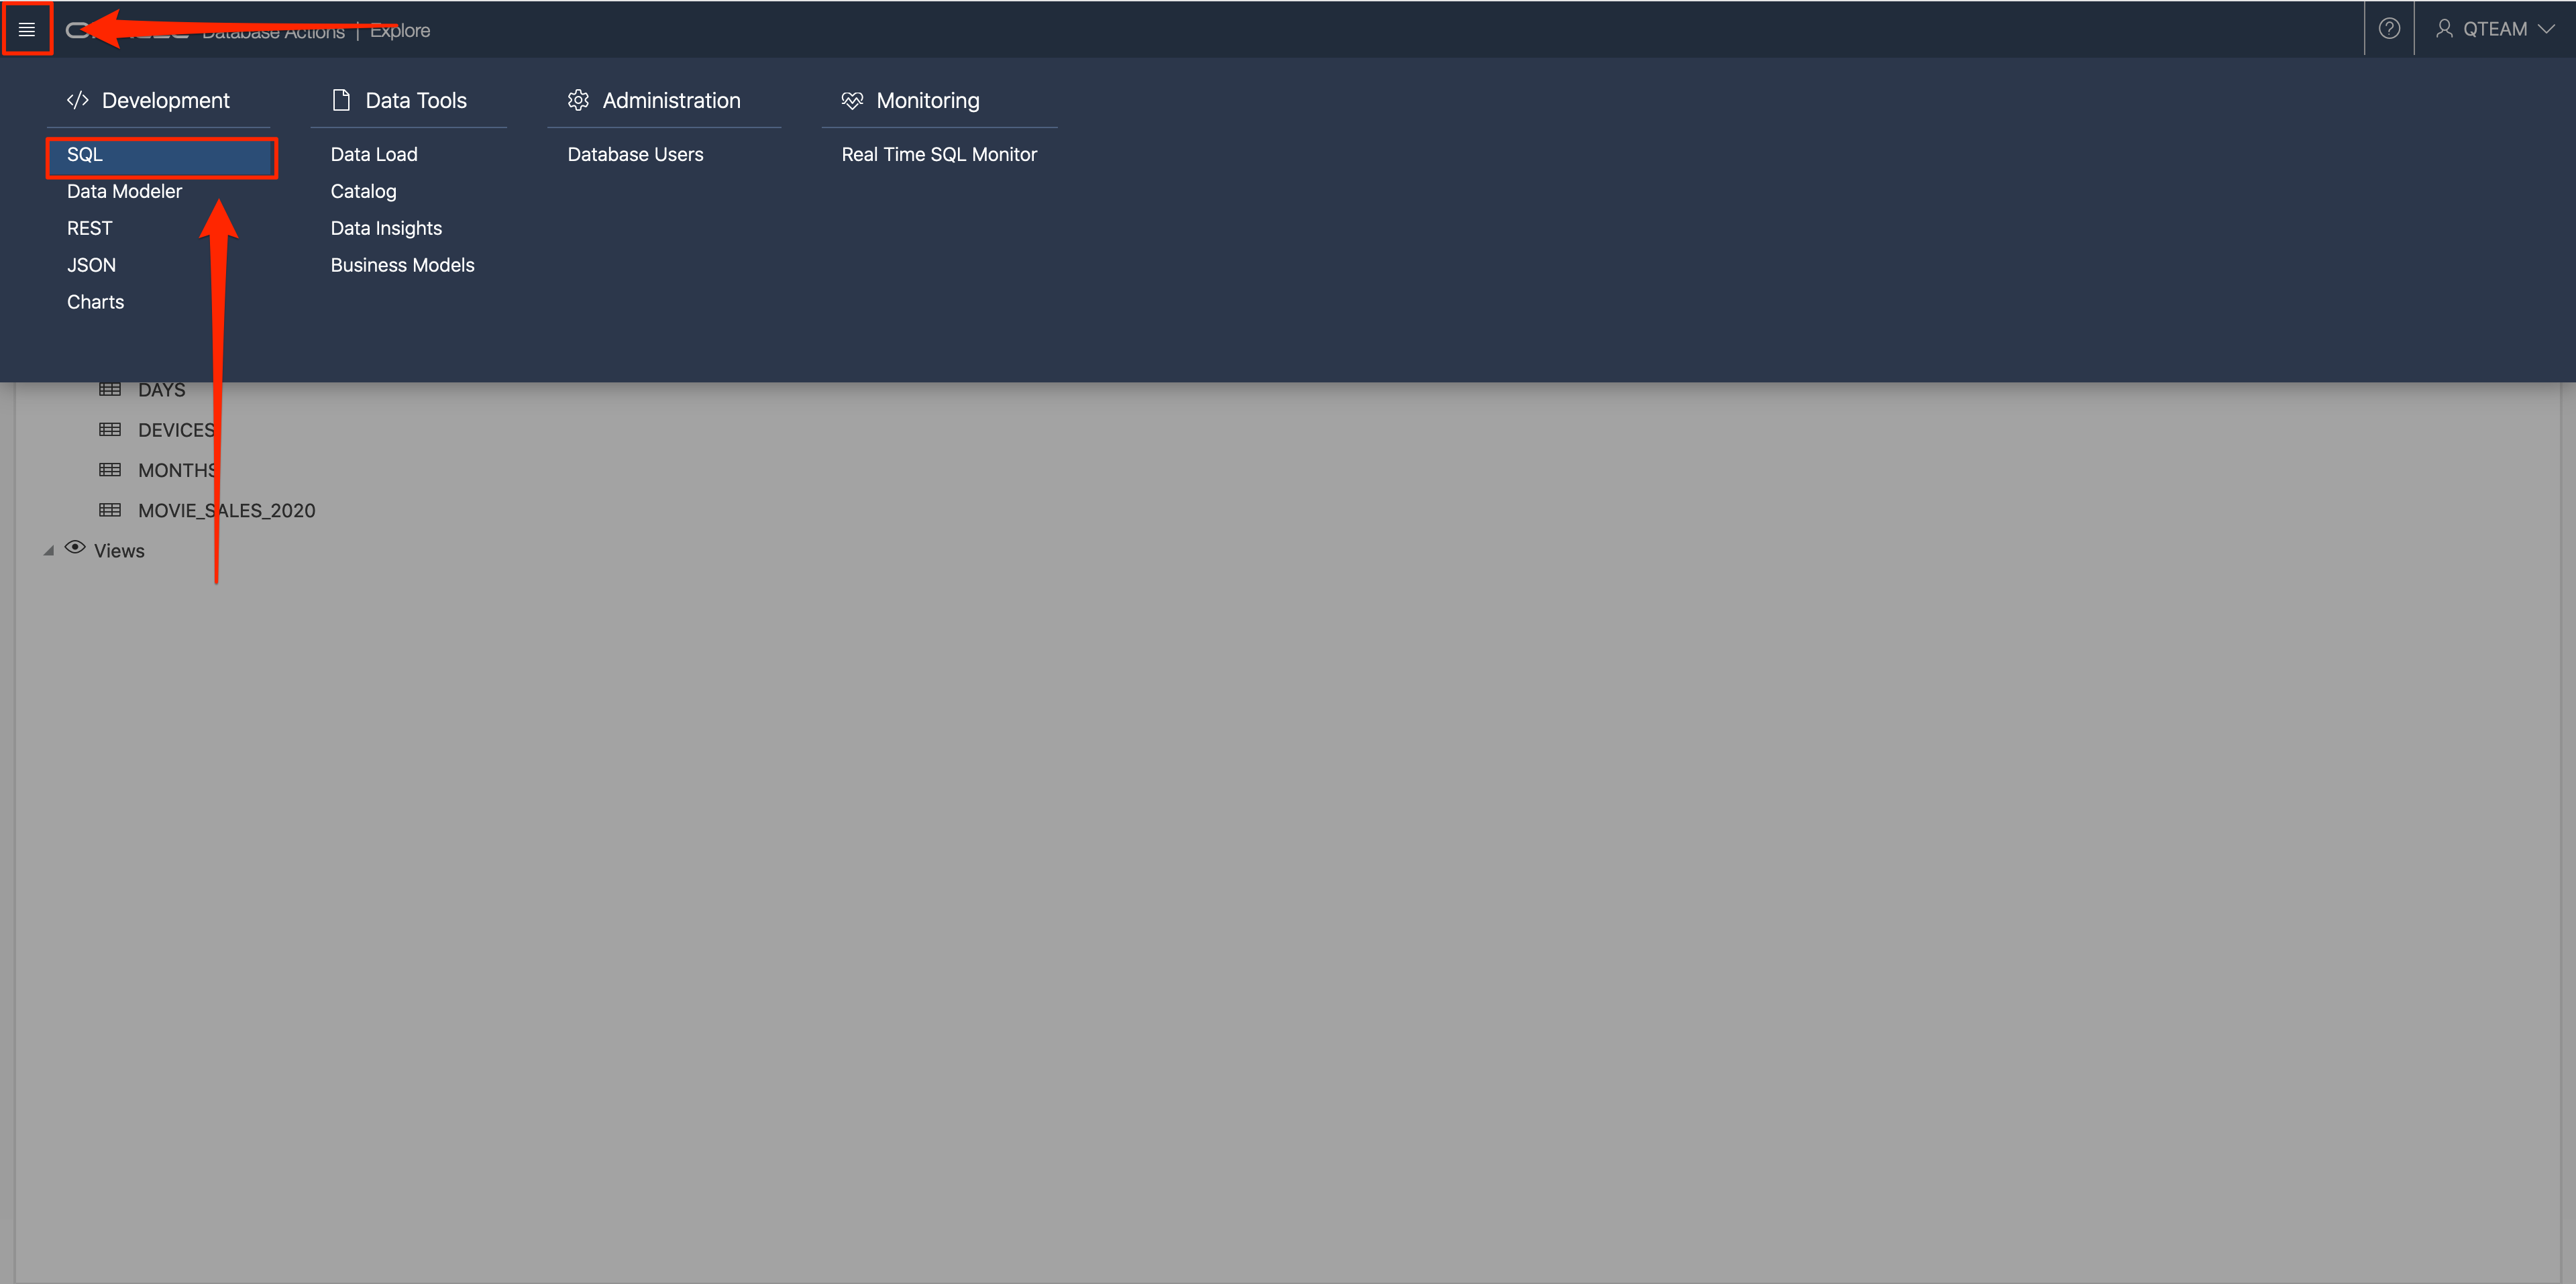 Database Actions | Explore
QTEAM
Development
SQL
Data Modeler
REST
JSON
Charts
Data Tools
Data Load
Catalog
Data Insights
Business Models
Administration
Database Users
Monitoring
Real Time SQL Monitor
DAYS
DEVICES
MONTHS
MOVIE_SALES_2020
Views